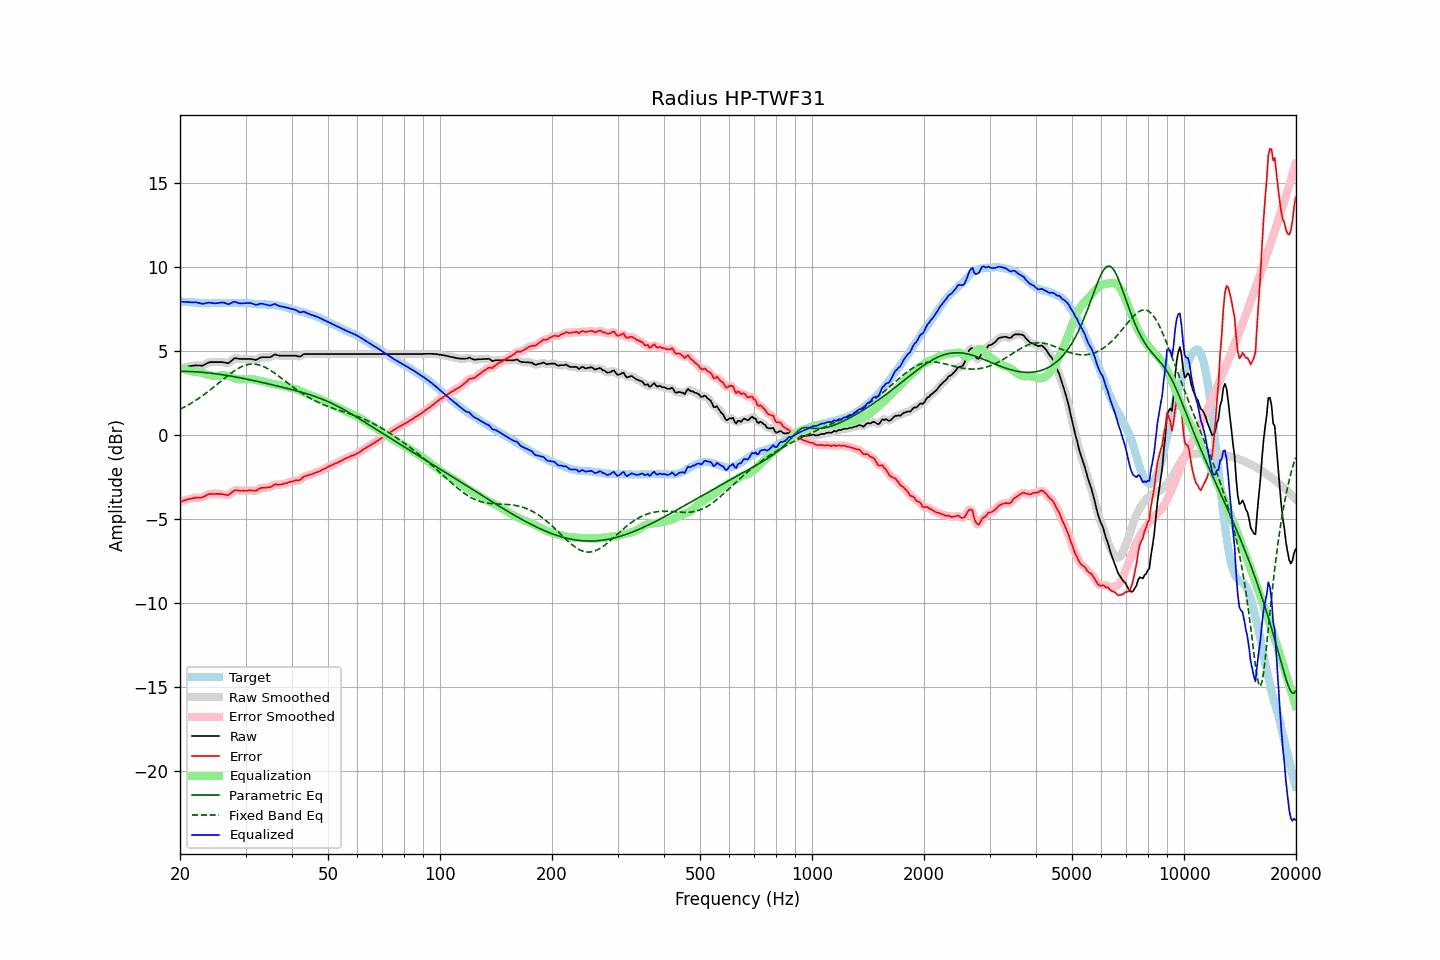 Radius HP-TWF31
Amplitude (dBr)
15
10
5
0
−5
−10
−15
−20
Target
Raw Smoothed
Error Smoothed
Raw
Error
Equalization
Parametric Eq
Fixed Band Eq
Equalized
20 50 100 200 500 1000 2000 5000 10000 20000
Frequency (Hz)